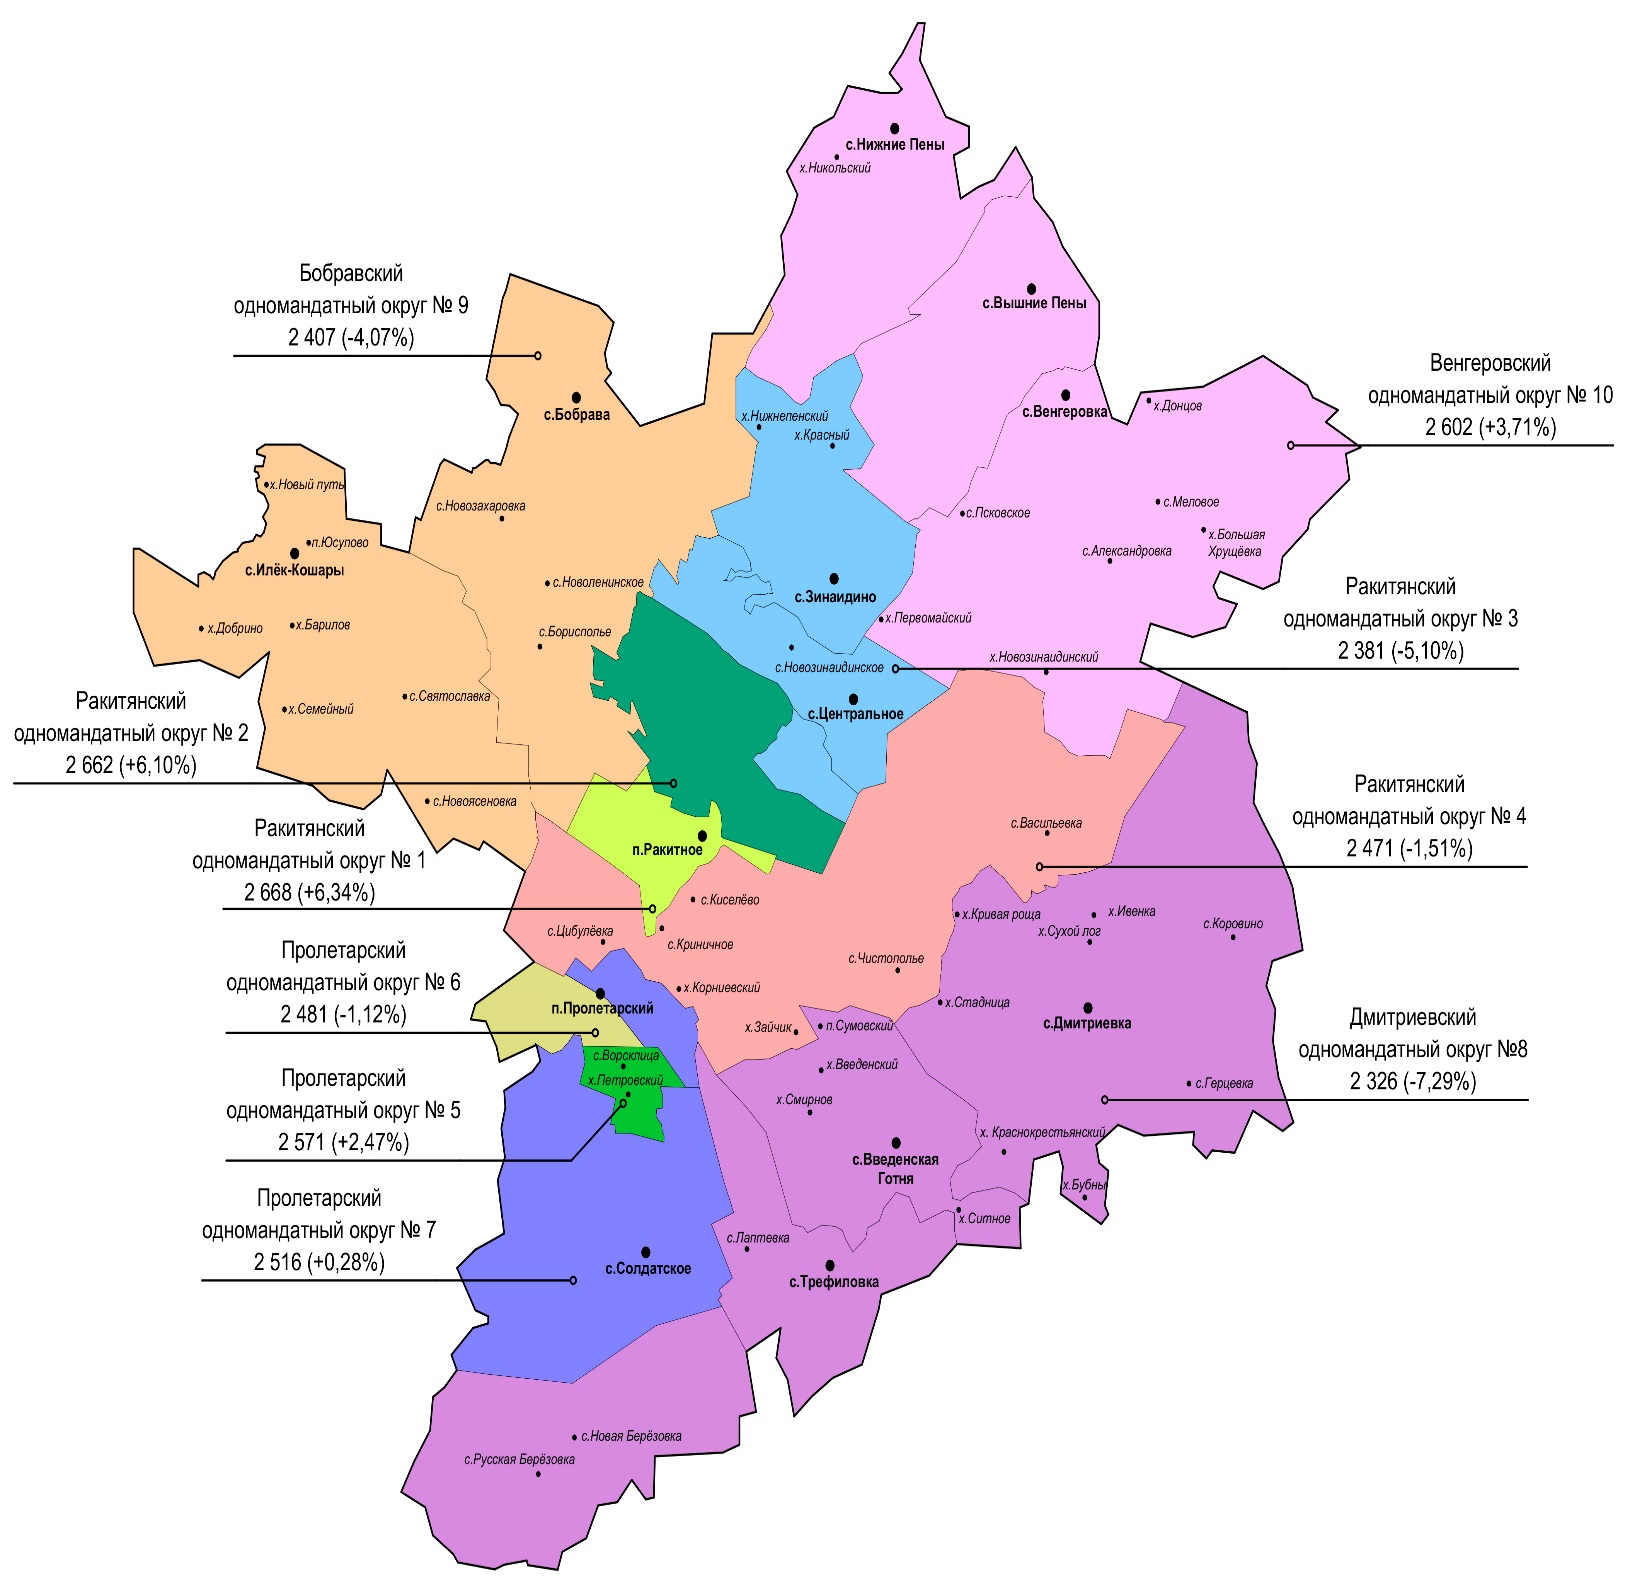 с.Нижние Пены
х.Никольский
Бобравский
одномандатный округ № 9
2 407 (-4,07%)
с.Вышние Пены
Венгеровский
одномандатный округ № 10
2 602 (+3,71%)
с.Бобрава
х.Нижнепенский
х.Красный
с.Венгеровка
х.Донцов
х.Новый путь
с.Новозахаровка
с.Псковское
с.Меловое
х.Большая
Хрущёвка
п.Юсупово
с.Илёк-Кошары
с.Александровка
с.Новоленинское
с.Зинаидино
Ракитянский
одномандатный округ № 3
2 381 (-5,10%)
х.Добрино
х.Барилов
с.Борисполье
х.Первомайский
х.Новозинаидинский
с.Новозинаидинское
с.Святославка
х.Семейный
с.Центральное
Ракитянский
одномандатный округ № 2
2 662 (+6,10%)
с.Новоясеновка
Ракитянский
одномандатный округ № 4
2 471 (-1,51%)
с.Васильевка
Ракитянский
одномандатный округ № 1
2 668 (+6,34%)
п.Ракитное
с.Киселёво
х.Кривая роща
х.Ивенка
х.Сухой лог
с.Коровино
с.Цибулёвка
с.Криничное
с.Чистополье
Пролетарский
одномандатный округ № 6
2 481 (-1,12%)
х.Корниевский
п.Пролетарский
х.Стадница
с.Дмитриевка
х.Зайчик
п.Сумовский
Дмитриевский
одномандатный округ №8
2 326 (-7,29%)
с.Ворсклица
х.Петровский
х.Введенский
х.Смирнов
с.Герцевка
Пролетарский
одномандатный округ № 5
2 571 (+2,47%)
х. Краснокрестьянский
с.Введенская
Готня
х.Бубны
Пролетарский
одномандатный округ № 7
2 516 (+0,28%)
х.Ситное
с.Лаптевка
с.Солдатское
с.Трефиловка
с.Новая Берёзовка
с.Русская Берёзовка